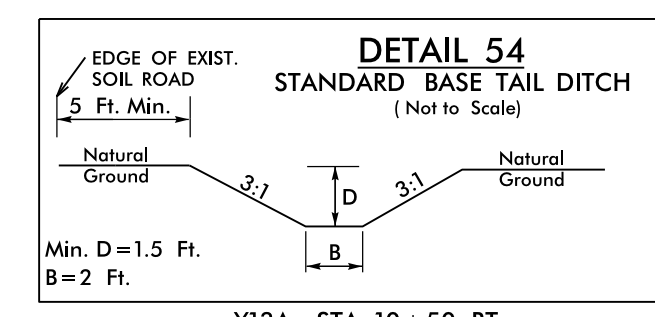 DETAIL 54
STANDARD BASE TAIL DITCH
( Not to Scale)
EDGE OF EXIST.
SOIL ROAD
5 Ft. Min.
Natural
Ground
3:1
D
3:1
Natural
Ground
B
Min. D=1.5 Ft.
B=2 Ft.